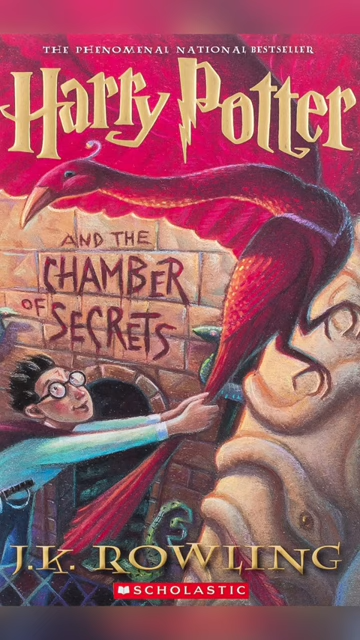 THE PHENOMENAL NATIONAL BESTSELLER
Harry Potter
AND THE
CHAMBER
OF SECRETS
J.K. ROWLING
SCHOLASTIC